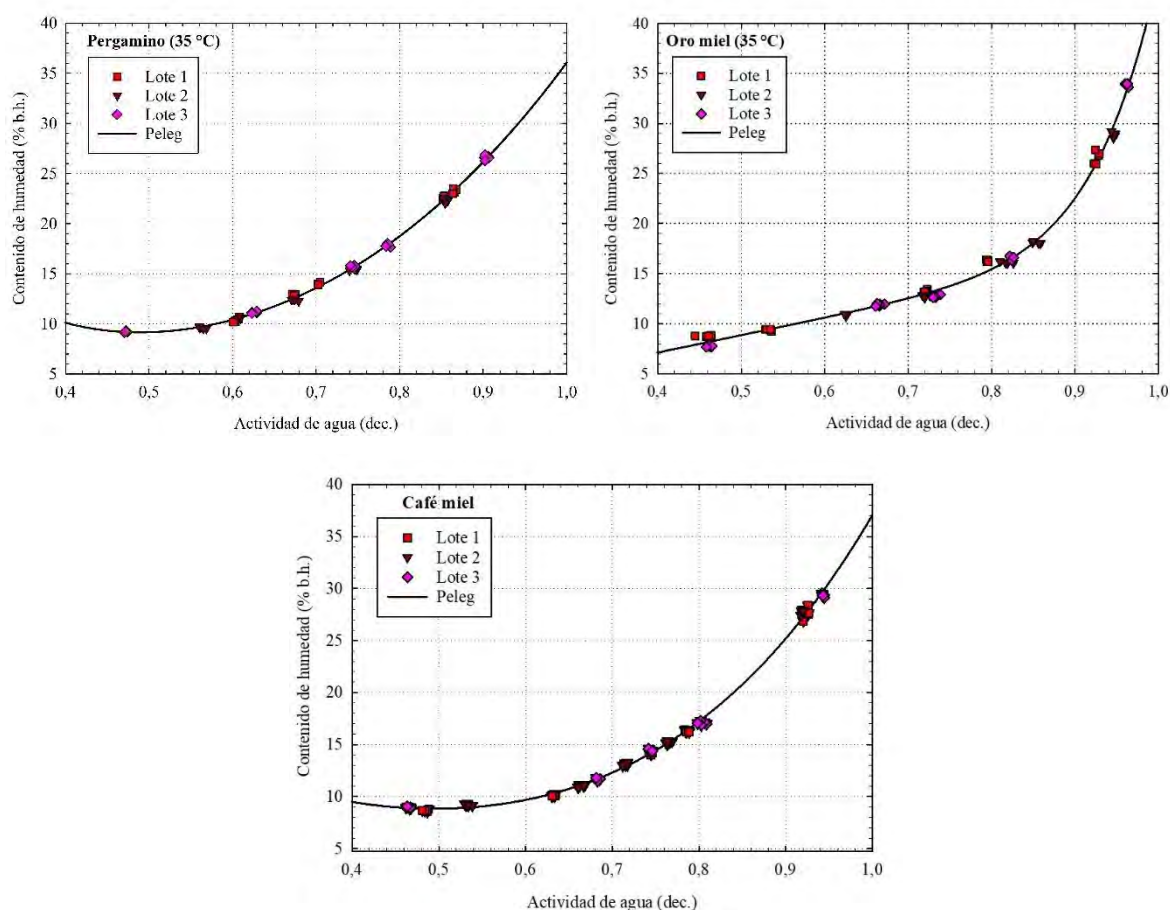 Pergamino (35 °C)
Lote 1
Lote 2
Lote 3
Peleg
Contenido de humedad (% b.h.)
40
35
30
25
20
15
10
5
0,4
0,5
0,6
0,7
0,8
0,9
1,0
Actividad de agua (dec.)
Oro miel (35 °C)
Lote 1
Lote 2
Lote 3
Peleg
Contenido de humedad (% b.h.)
40
35
30
25
20
15
10
5
0,4
0,5
0,6
0,7
0,8
0,9
1,0
Actividad de agua (dec.)
Café miel
Lote 1
Lote 2
Lote 3
Peleg
Contenido de humedad (% b.h.)
40
35
30
25
20
15
10
5
0,4
0,5
0,6
0,7
0,8
0,9
1,0
Actividad de agua (dec.)